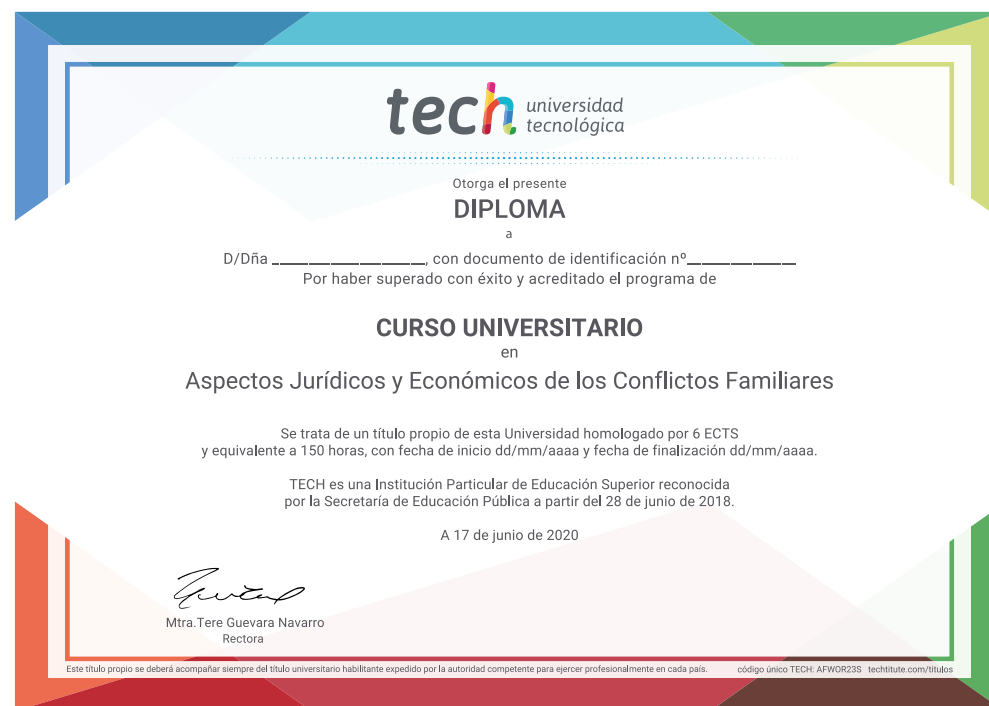 tech universidad
tecnológica
Otorga el presente
DIPLOMA
a
D/Dña ____________________, con documento de identificación nº______________
Por haber superado con éxito y acreditado el programa de
CURSO UNIVERSITARIO
en
Aspectos Jurídicos y Económicos de los Conflictos Familiares
Se trata de un título propio de esta Universidad homologado por 6 ECTS
y equivalente a 150 horas, con fecha de inicio dd/mm/aaaa y fecha de finalización dd/mm/aaaa.
TECH es una Institución Particular de Educación Superior reconocida
por la Secretaría de Educación Pública a partir del 28 de junio de 2018.
A 17 de junio de 2020
Mtra.Tere Guevara Navarro
Rectora
Este título propio se deberá acompañar siempre del título universitario habilitante expedido por la autoridad competente para ejercer profesionalmente en cada país. código único TECH: AFWOR23S techtitute.com/titulos